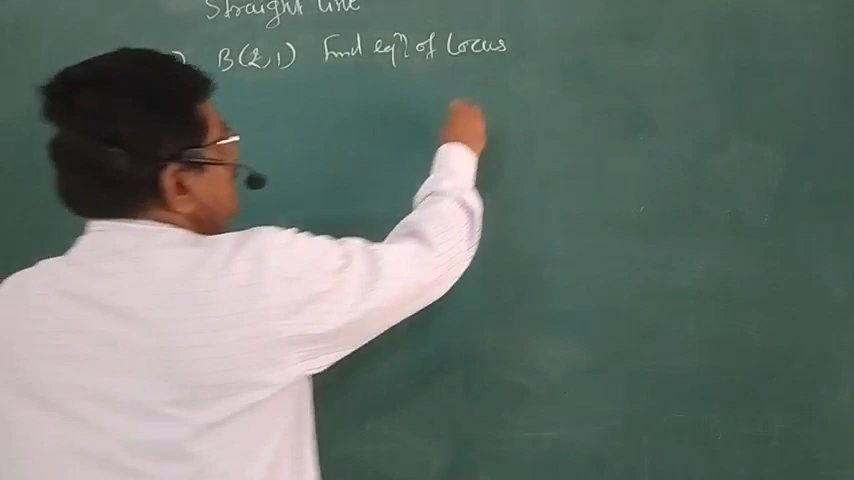 Straight line
) B(2,1) Find eqn of Locus